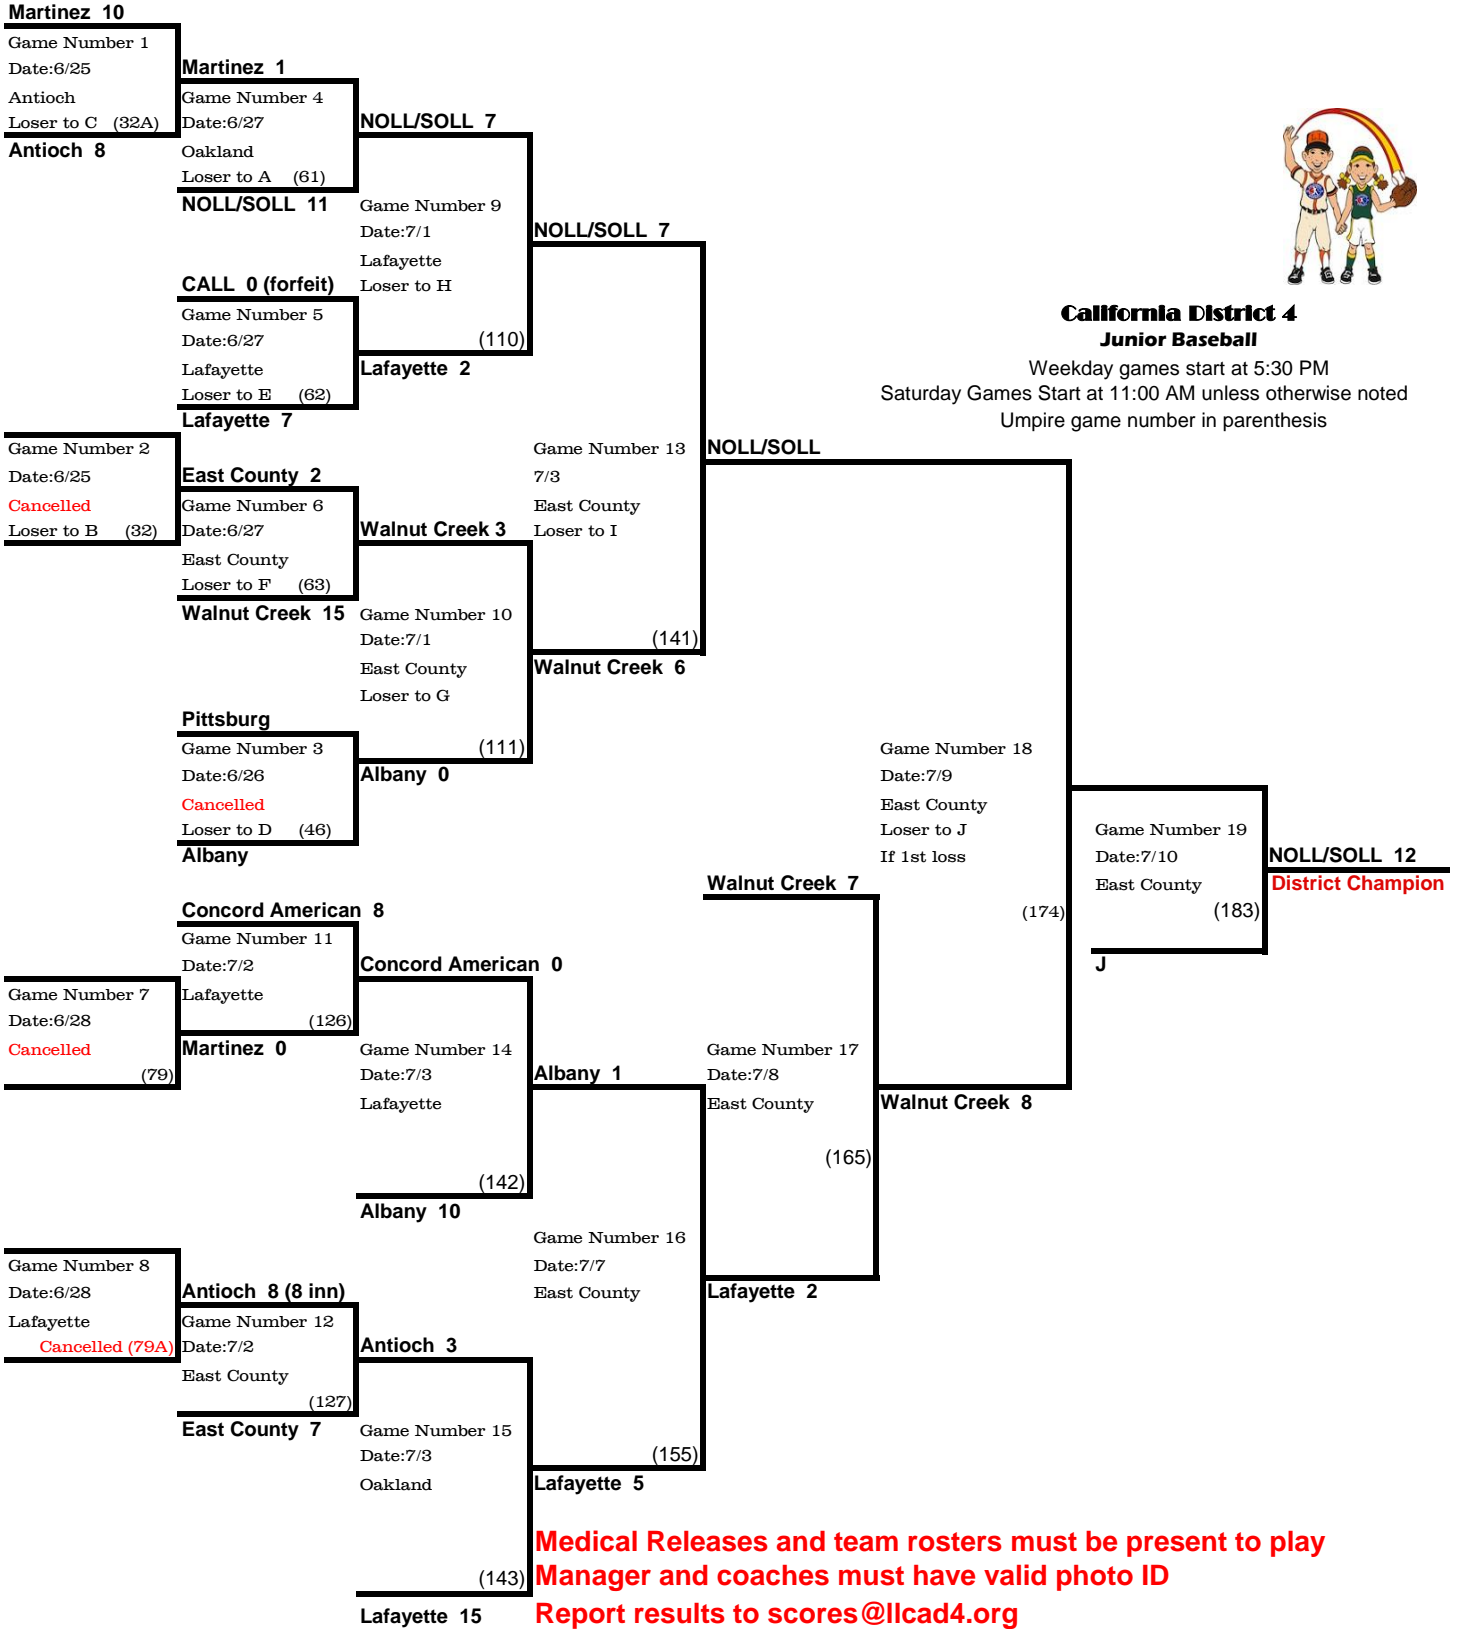 Martinez 10
Game Number 1
Date:6/25
Antioch
Loser to C (32A)
Antioch 8
Martinez 1
Game Number 4
Date:6/27
Oakland
Loser to A (61)
NOLL/SOLL 11
CALL 0 (forfeit)
Game Number 5
Date:6/27
Lafayette
Loser to E (62)
Lafayette 7
NOLL/SOLL 7
Game Number 9
Date:7/1
Lafayette
Loser to H
(110)
Lafayette 2
Game Number 2
Date:6/25
Cancelled
Loser to B (32)
East County 2
Game Number 6
Date:6/27
East County
Loser to F (63)
Walnut Creek 15
Pittsburg
Game Number 3
Date:6/26
Cancelled
Loser to D (46)
Albany
Walnut Creek 3
Game Number 10
Date:7/1
East County
Loser to G
(111)
Albany 0
NOLL/SOLL 7
Game Number 13
7/3
East County
Loser to I
(141)
Walnut Creek 6
California District 4
Junior Baseball
Weekday games start at 5:30 PM
Saturday Games Start at 11:00 AM unless otherwise noted
Umpire game number in parenthesis
NOLL/SOLL
Game Number 18
Date:7/9
East County
Loser to J
If 1st loss
(174)
Walnut Creek 8
Game Number 19
Date:7/10
East County
(183)
J
NOLL/SOLL 12
District Champion
Concord American 8
Game Number 11
Date:7/2
Lafayette
(126)
Martinez 0
Game Number 7
Date:6/28
Cancelled
(79)
Concord American 0
Game Number 14
Date:7/3
Lafayette
(142)
Albany 10
Game Number 8
Date:6/28
Lafayette
Cancelled (79A)
Antioch 8 (8 inn)
Game Number 12
Date:7/2
East County
(127)
East County 7
Antioch 3
Game Number 15
Date:7/3
Oakland
(143)
Lafayette 15
Albany 1
Game Number 16
Date:7/7
East County
(155)
Lafayette 5
Walnut Creek 7
Game Number 17
Date:7/8
East County
(165)
Lafayette 2
Medical Releases and team rosters must be present to play
Manager and coaches must have valid photo ID
Report results to scores@llcad4.org